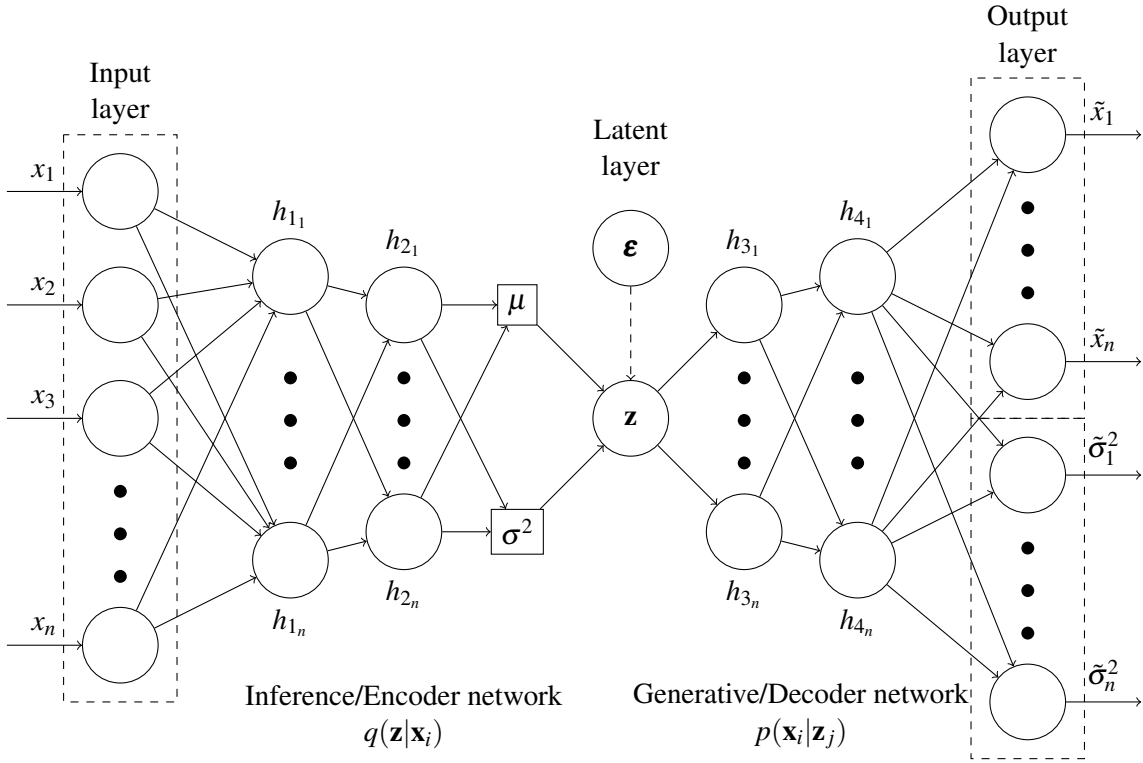 Input
layer
x₁
x₂
x₃
xₙ
h₁₁
h₁ₙ
h₂₁
h₂ₙ
μ
σ²
Inference/Encoder network
q(z|xᵢ)
Latent
layer
ε
z
h₃₁
h₃ₙ
h₄₁
h₄ₙ
Generative/Decoder network
p(xᵢ|zⱼ)
Output
layer
x̃₁
x̃ₙ
σ̃₁²
σ̃ₙ²